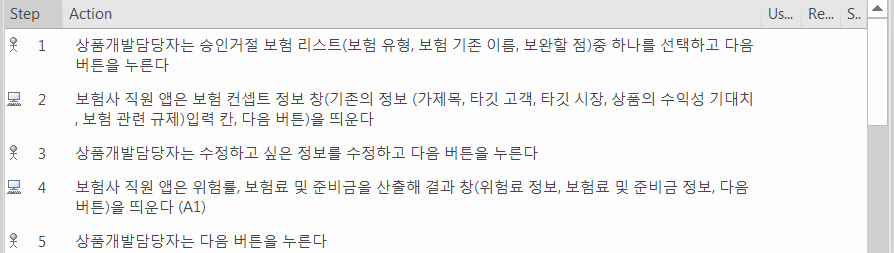 Step Action Us... Re... S..
1 상품개발담당자는 승인거절 보험 리스트(보험 유형, 보험 기존 이름, 보완할 점)중 하나를 선택하고 다음
버튼을 누른다
2 보험사 직원 앱은 보험 컨셉트 정보 창(기존의 정보 (가제목, 타깃 고객, 타깃 시장, 상품의 수익성 기대치
, 보험 관련 규제)입력 칸, 다음 버튼)을 띄운다
3 상품개발담당자는 수정하고 싶은 정보를 수정하고 다음 버튼을 누른다
4 보험사 직원 앱은 위험률, 보험료 및 준비금을 산출해 결과 창(위험료 정보, 보험료 및 준비금 정보, 다음
버튼)을 띄운다 (A1)
5 상품개발담당자는 다음 버튼을 누른다